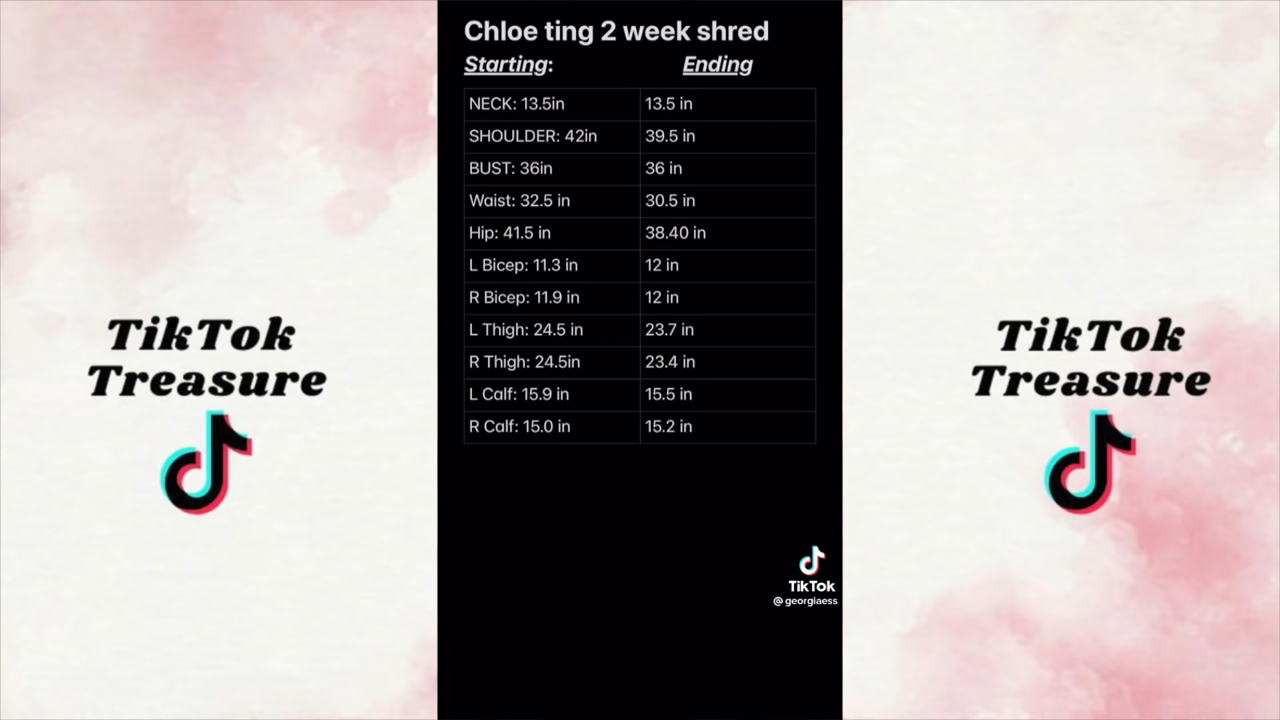 Chloe ting 2 week shred
Starting: Ending
NECK: 13.5in 13.5 in
SHOULDER: 42in 39.5 in
BUST: 36in 36 in
Waist: 32.5 in 30.5 in
Hip: 41.5 in 38.40 in
L Bicep: 11.3 in 12 in
R Bicep: 11.9 in 12 in
L Thigh: 24.5 in 23.7 in
R Thigh: 24.5in 23.4 in
L Calf: 15.9 in 15.5 in
R Calf: 15.0 in 15.2 in
TikTok
Treasure
TikTok
Treasure
TikTok
@georgiaess